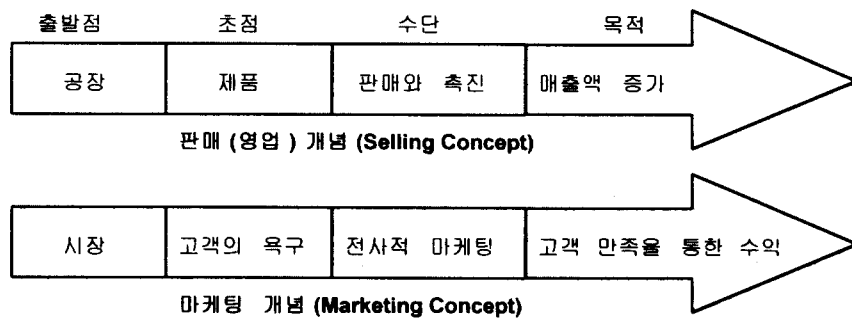 출발점 초점 수단 목적
공장 제품 판매와 촉진 매출액 증가
판매 (영업 ) 개념 (Selling Concept)
시장 고객의 욕구 전사적 마케팅 고객 만족율 통한 수익
마케팅 개념 (Marketing Concept)